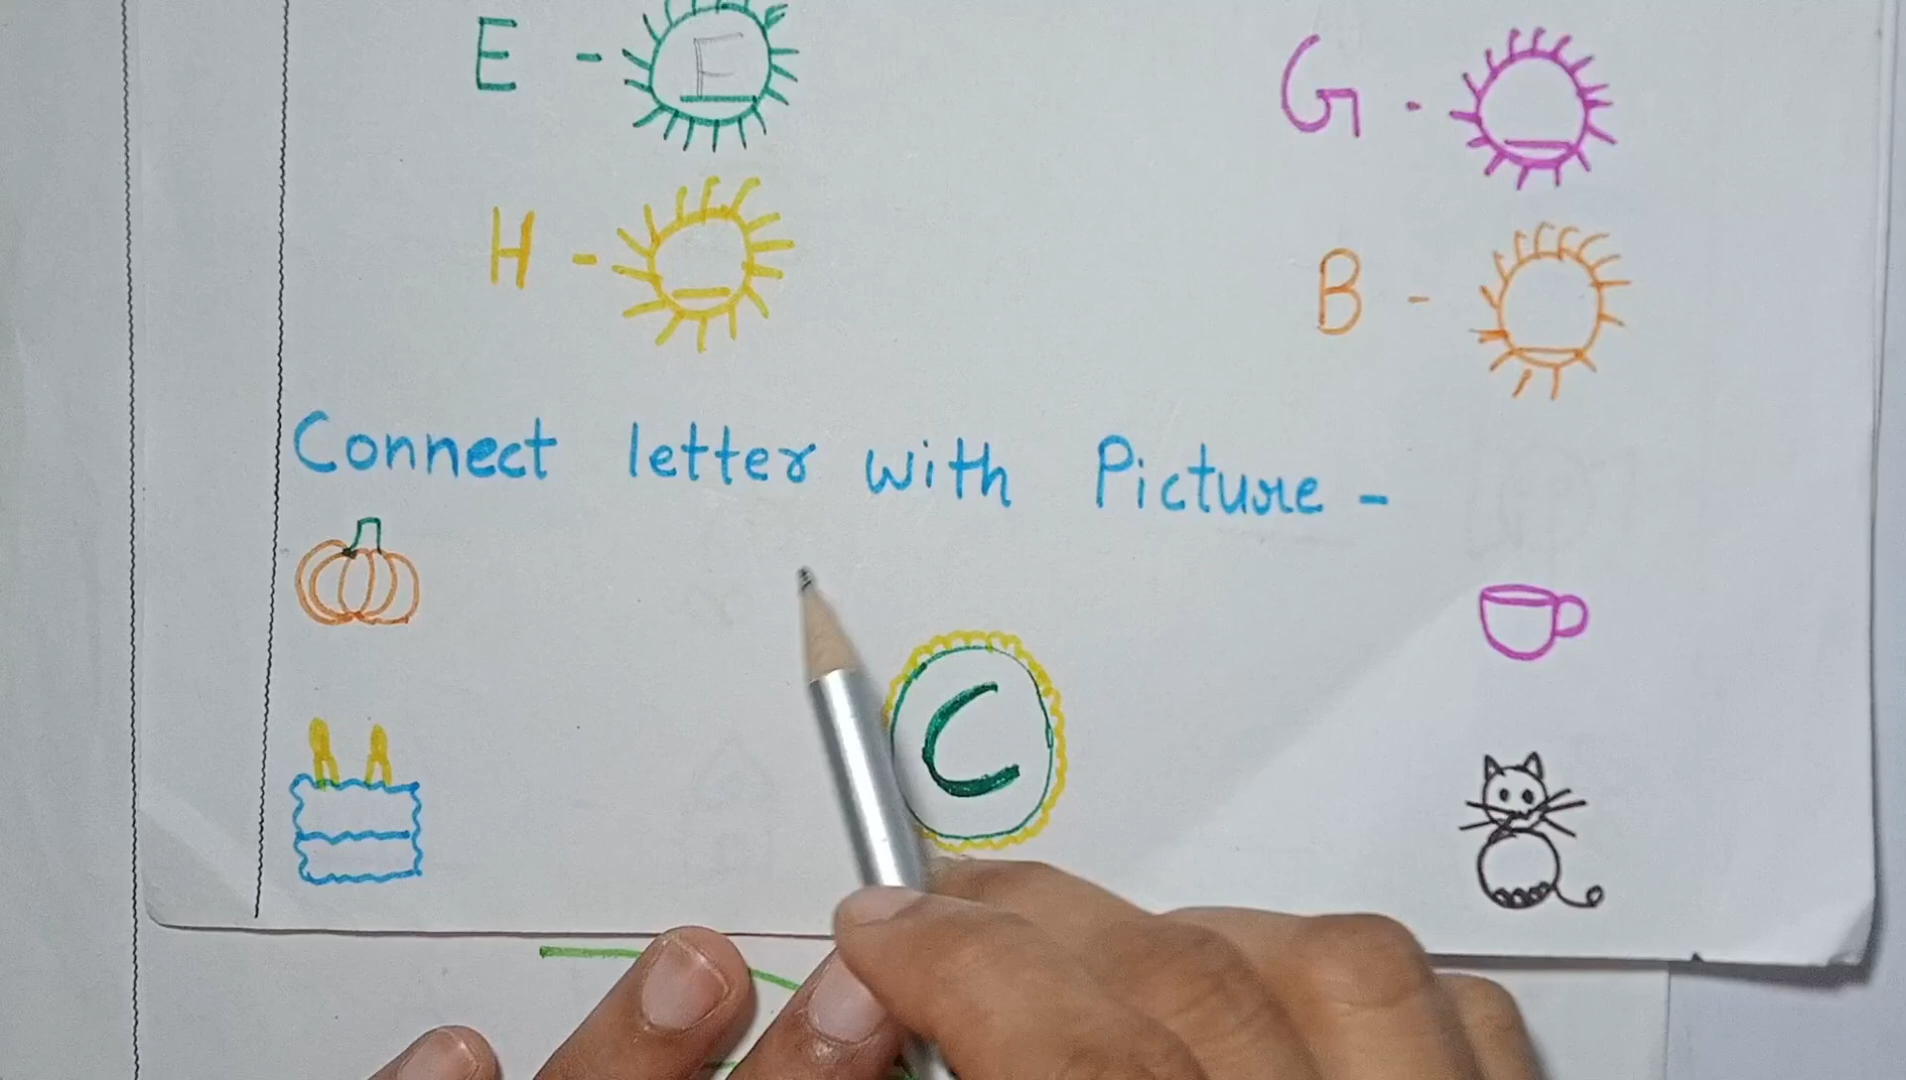 E - E
G -
H -
B -
Connect letter with Picture -
C